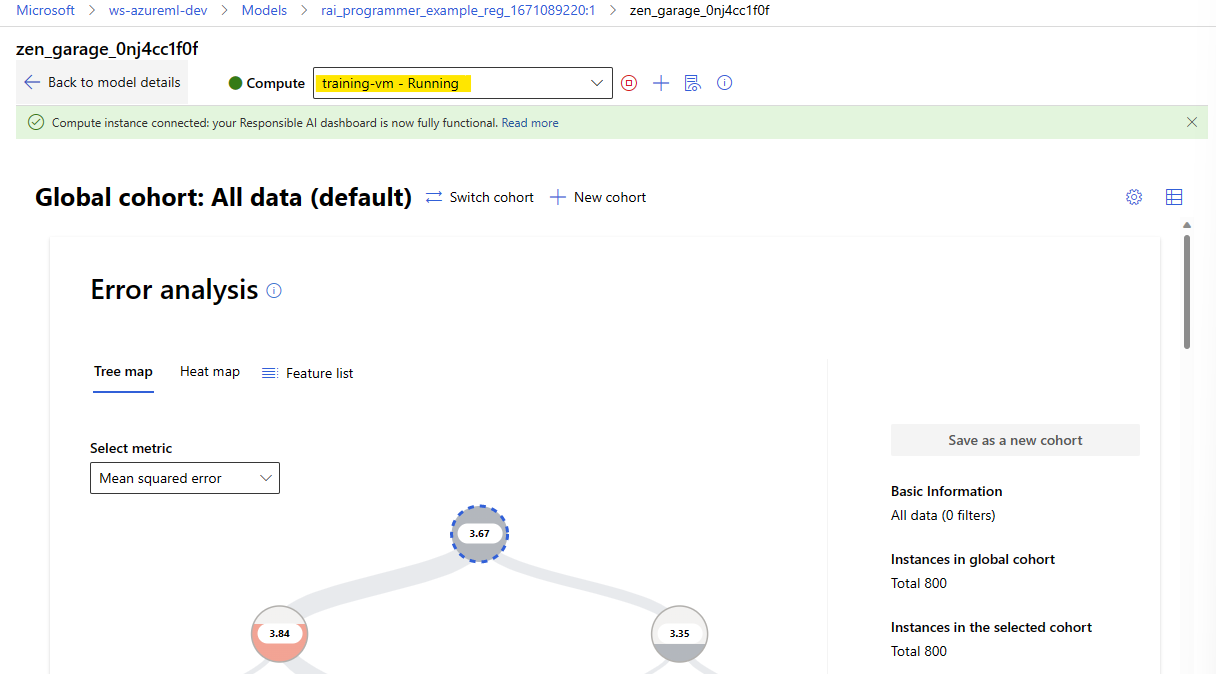 Microsoft > ws-azureml-dev > Models > rai_programmer_example_reg_1671089220:1 > zen_garage_0nj4cc1f0f
zen_garage_0nj4cc1f0f
Back to model details
Compute
training-vm - Running
Compute instance connected: your Responsible AI dashboard is now fully functional. Read more
Global cohort: All data (default)
Switch cohort
New cohort
Error analysis
Tree map
Heat map
Feature list
Select metric
Mean squared error
3.67
3.84
3.35
Save as a new cohort
Basic Information
All data (0 filters)
Instances in global cohort
Total 800
Instances in the selected cohort
Total 800